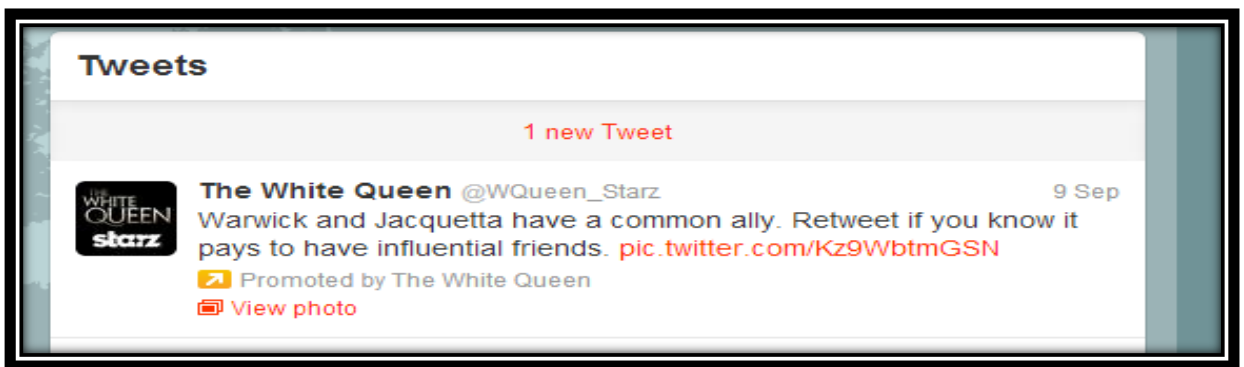 Tweets
1 new Tweet
THE
WHITE
QUEEN
starz
The White Queen @WQueen_Starz 9 Sep
Warwick and Jacquetta have a common ally. Retweet if you know it
pays to have influential friends. pic.twitter.com/Kz9WbtmGSN
Promoted by The White Queen
View photo